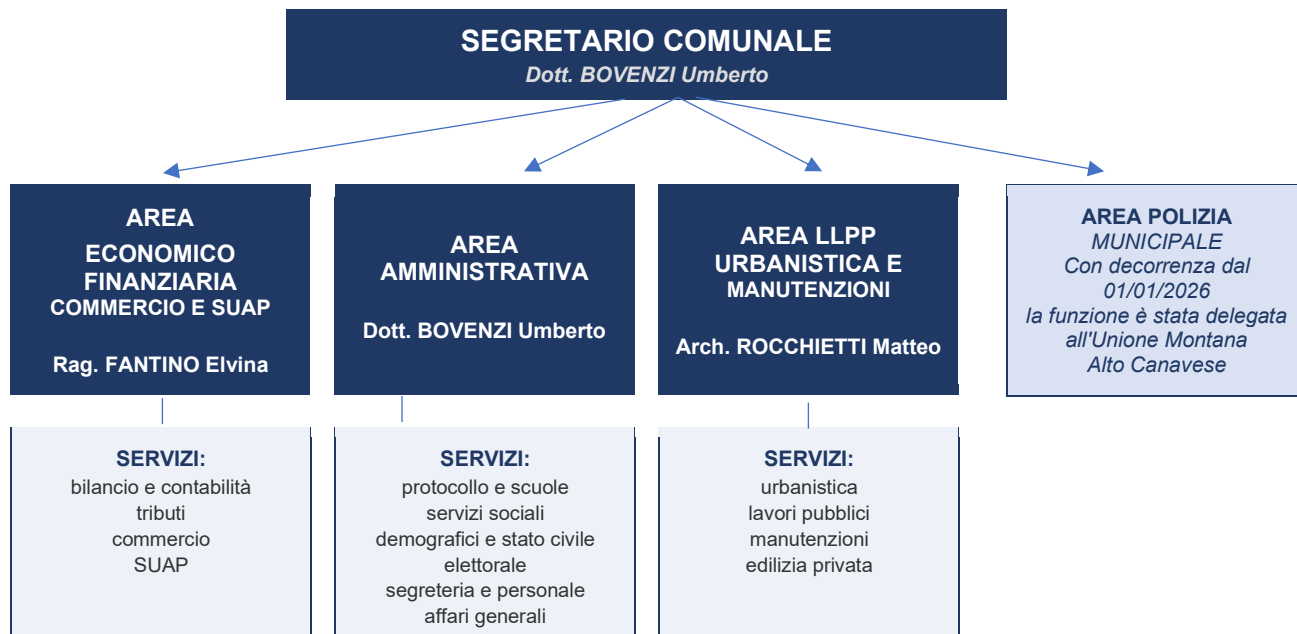 SEGRETARIO COMUNALE
Dott. BOVENZI Umberto
AREA
ECONOMICO
FINANZIARIA
COMMERCIO E SUAP
Rag. FANTINO Elvina
AREA
AMMINISTRATIVA
Dott. BOVENZI Umberto
AREA LLPP
URBANISTICA E
MANUTENZIONI
Arch. ROCCHIETTI Matteo
AREA POLIZIA
MUNICIPALE
Con decorrenza dal
01/01/2026
la funzione è stata delegata
all'Unione Montana
Alto Canavese
SERVIZI:
bilancio e contabilità
tributi
commercio
SUAP
SERVIZI:
protocollo e scuole
servizi sociali
demografici e stato civile
elettorale
segreteria e personale
affari generali
SERVIZI:
urbanistica
lavori pubblici
manutenzioni
edilizia privata